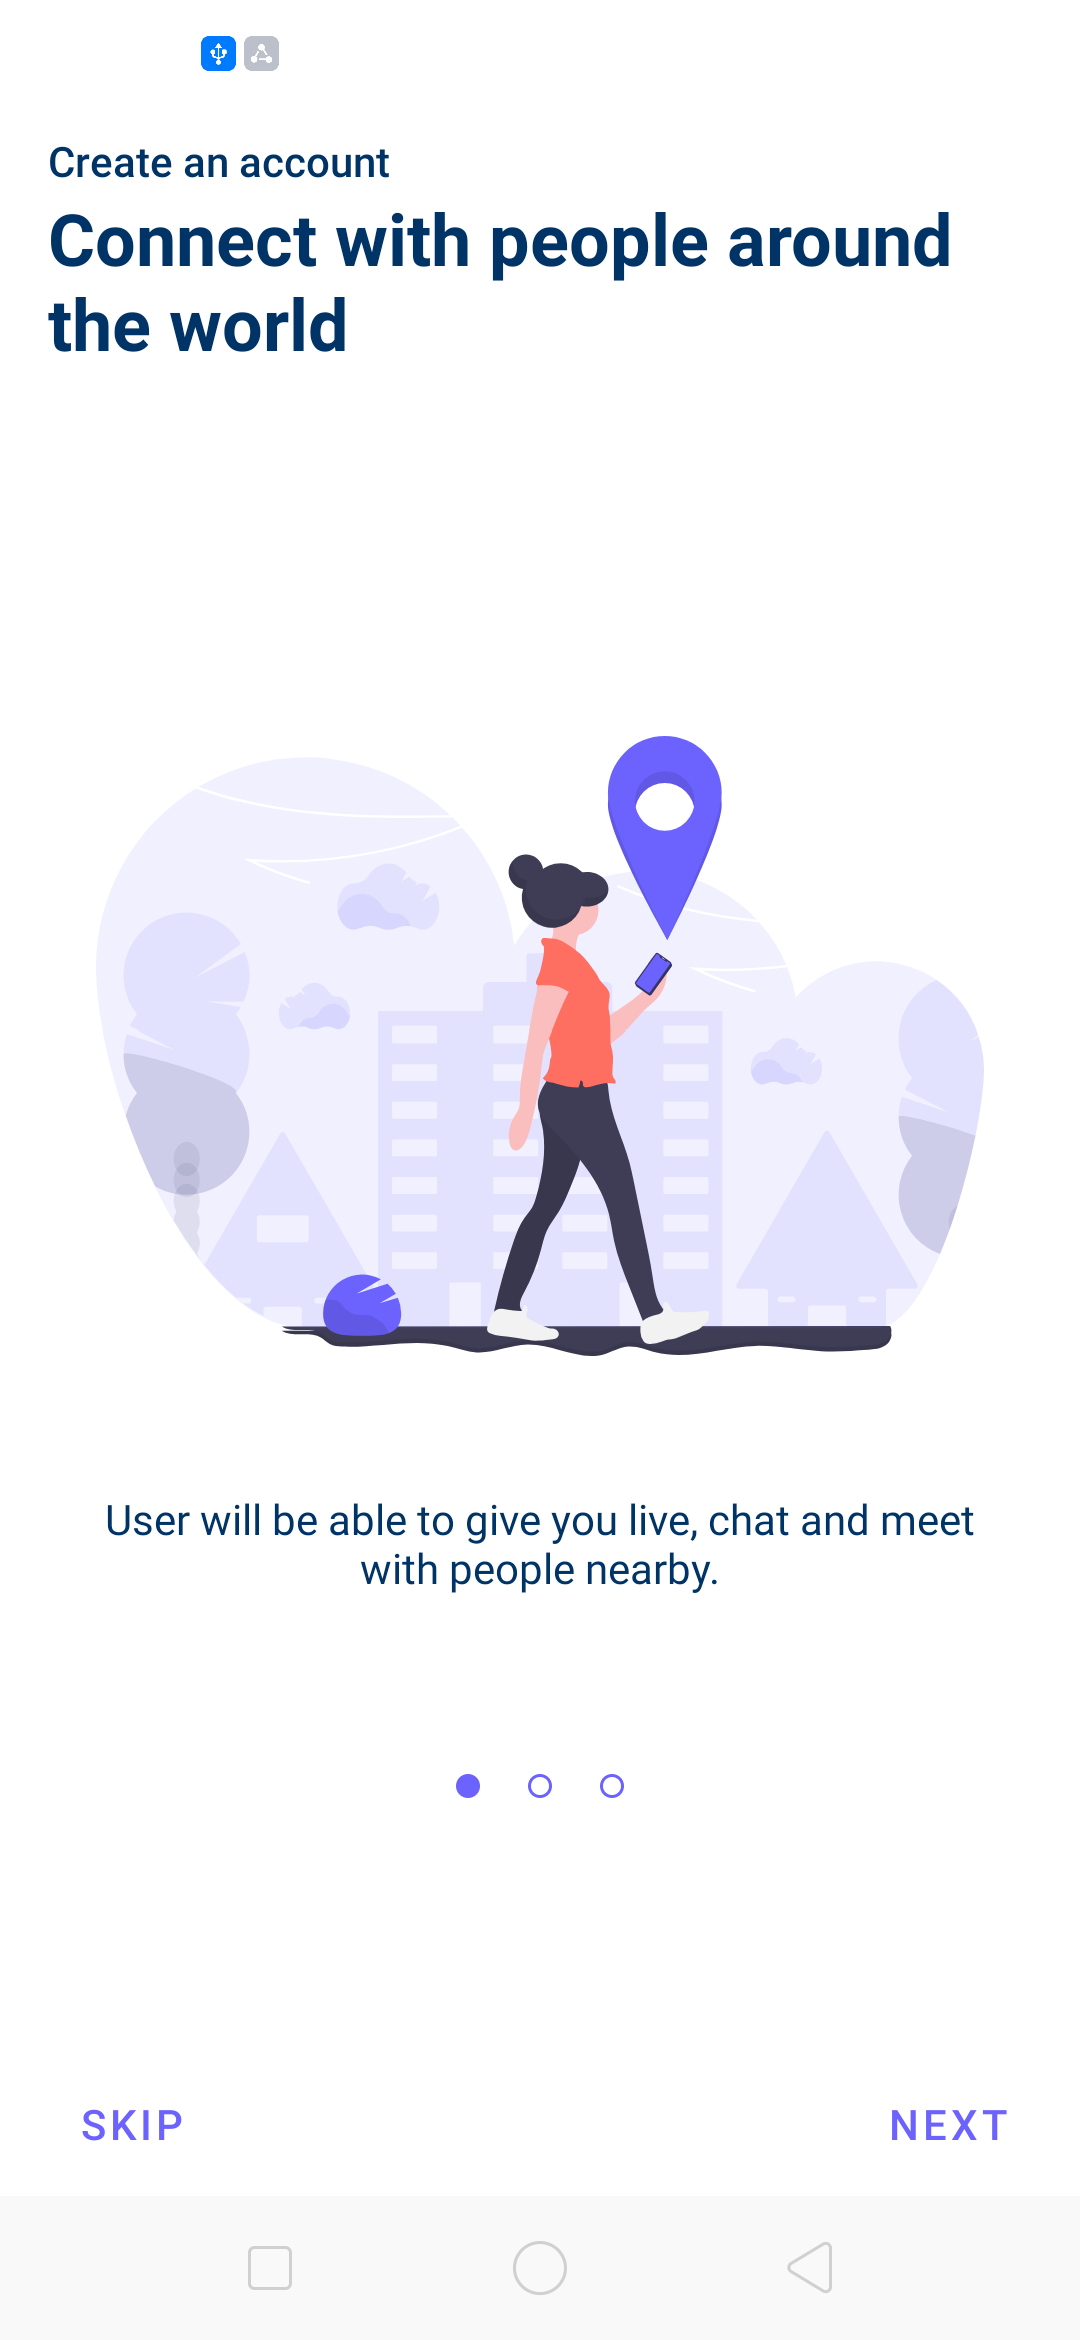 Create an account
Connect with people around
the world
User will be able to give you live, chat and meet
with people nearby.
SKIP
NEXT